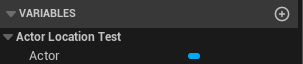 VARIABLES
Actor Location Test
Actor